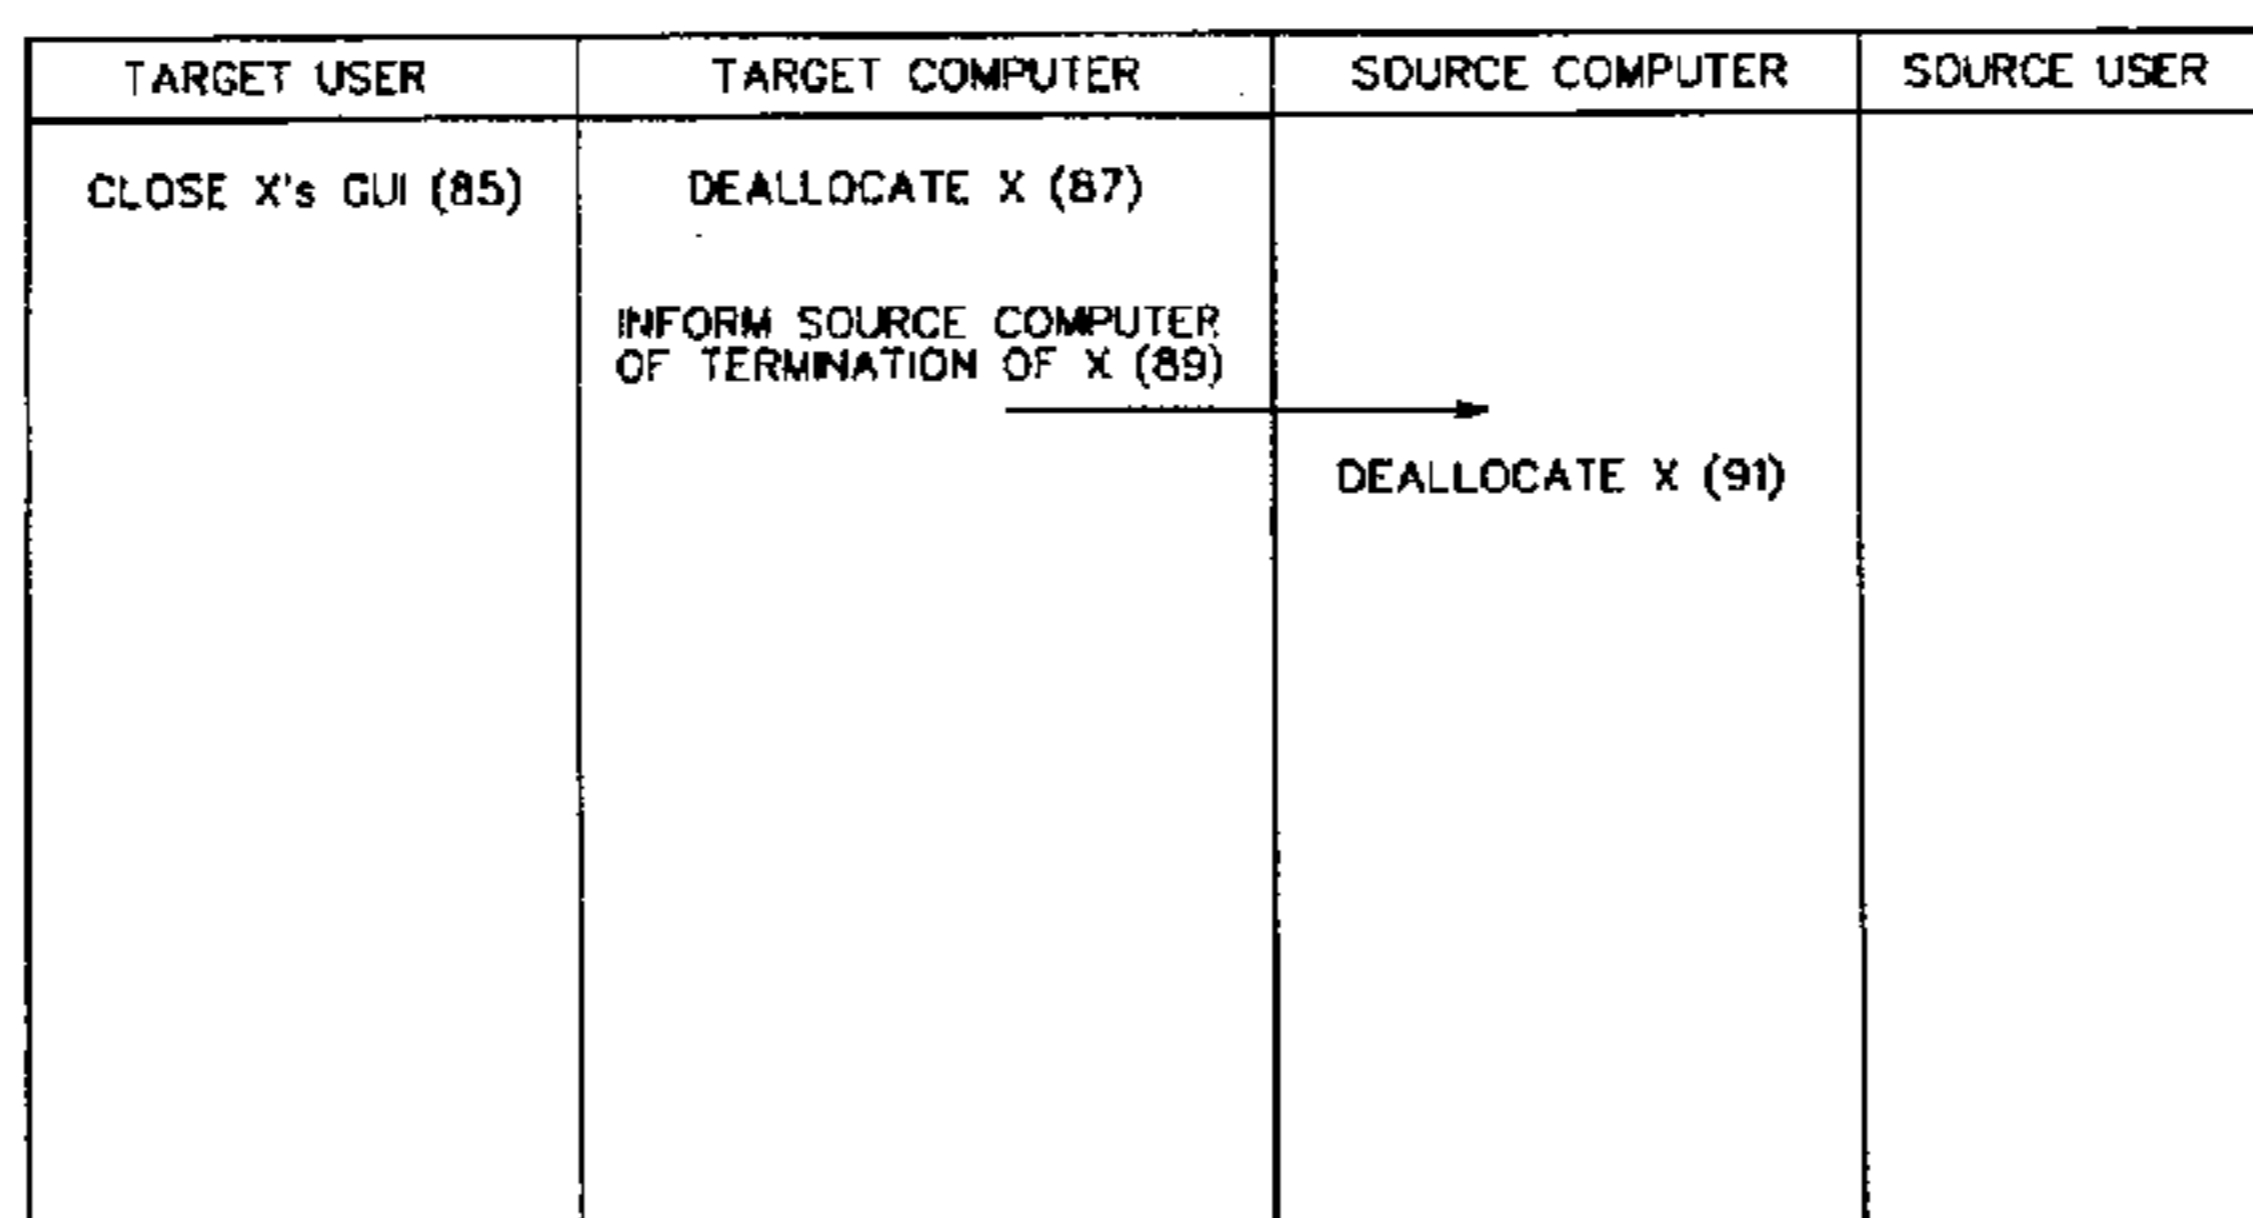 TARGET USER
TARGET COMPUTER
SOURCE COMPUTER
SOURCE USER
CLOSE X's GUI (85)
DEALLOCATE X (87)
INFORM SOURCE COMPUTER
OF TERMINATION OF X (89)
DEALLOCATE X (91)